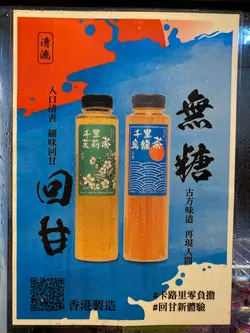 清漉
入口清香 細味回甘
回甘
無糖
古方味道 再現人間
千里
茉莉
花茶
千里
烏龍
茶
香港製造
#卡路里零負擔
#回甘新體驗